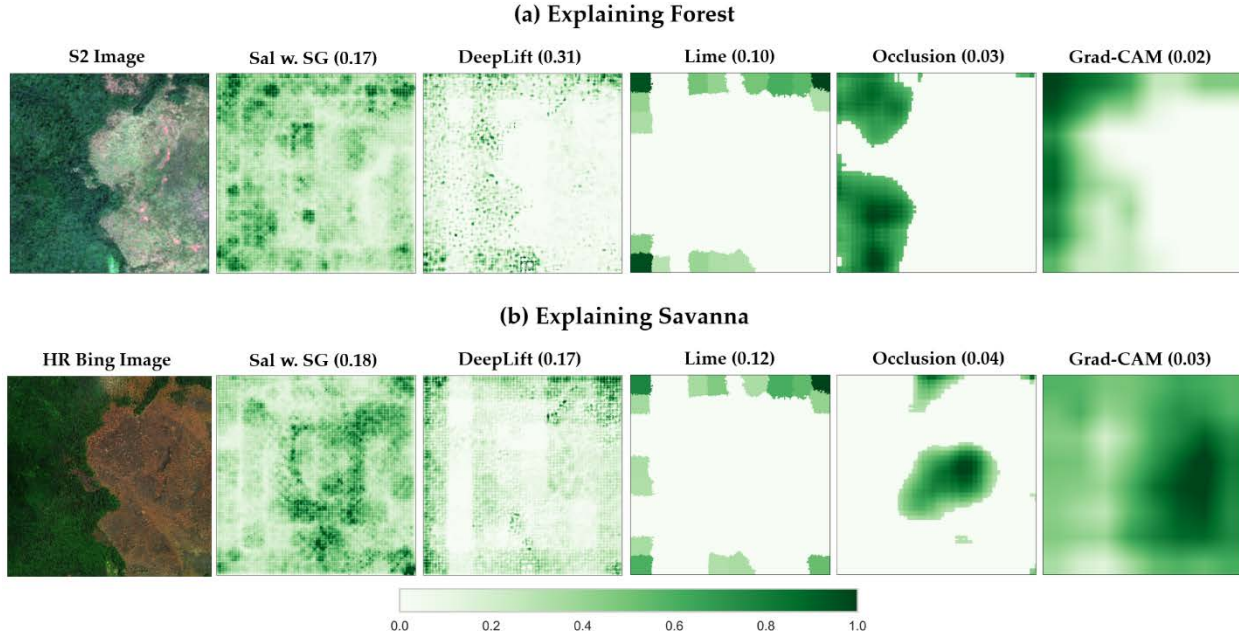 (a) Explaining Forest
S2 Image Sal w. SG (0.17) DeepLift (0.31) Lime (0.10) Occlusion (0.03) Grad-CAM (0.02)
(b) Explaining Savanna
HR Bing Image Sal w. SG (0.18) DeepLift (0.17) Lime (0.12) Occlusion (0.04) Grad-CAM (0.03)
0.0 0.2 0.4 0.6 0.8 1.0